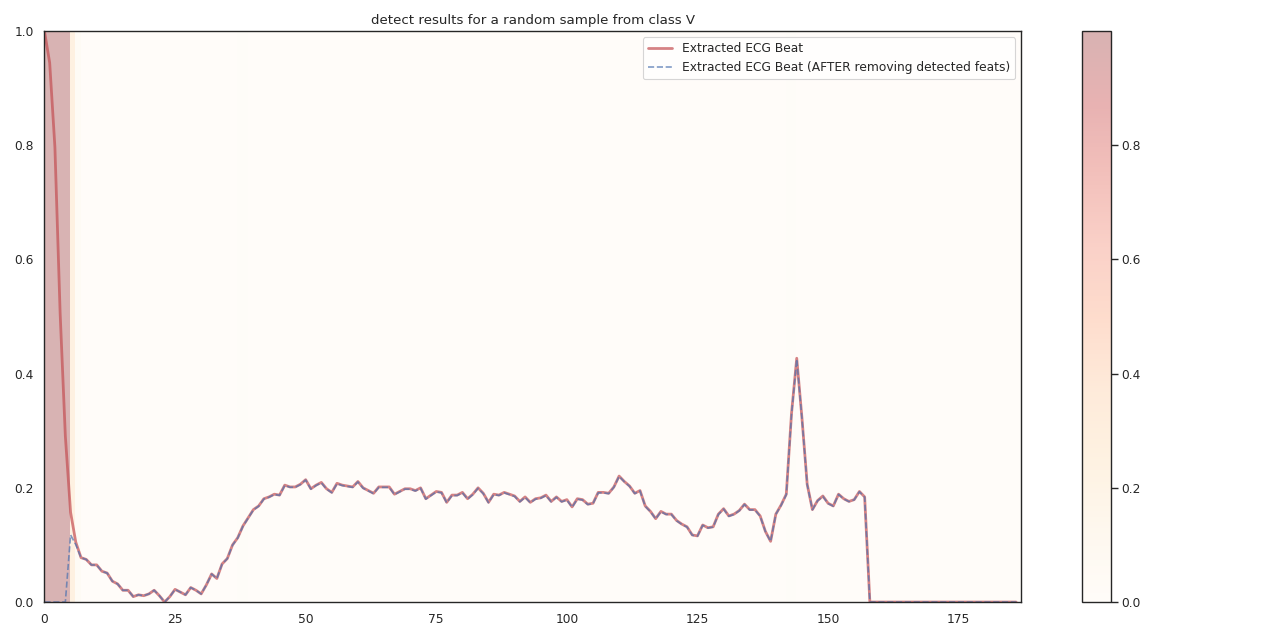 detect results for a random sample from class V
Extracted ECG Beat
Extracted ECG Beat (AFTER removing detected feats)
1.0
0.8
0.6
0.4
0.2
0.0
0 25 50 75 100 125 150 175
0.8
0.6
0.4
0.2
0.0